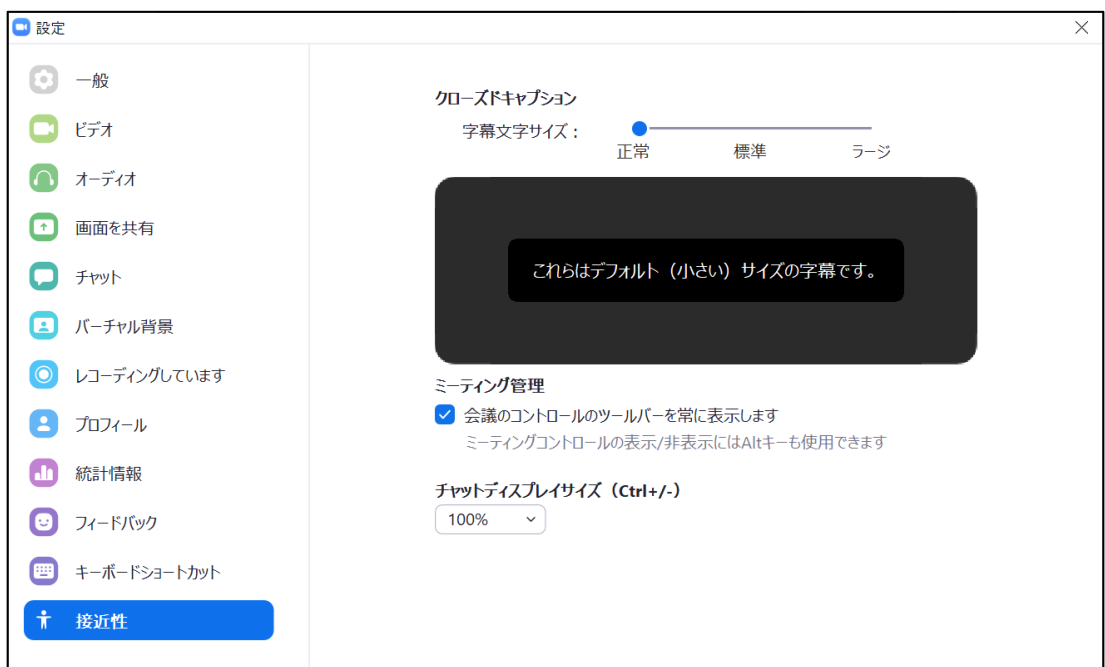 設定
一般
ビデオ
オーディオ
画面を共有
チャット
バーチャル背景
レコーディングしています
プロフィール
統計情報
フィードバック
キーボードショートカット
接近性
クローズドキャプション
字幕文字サイズ：
正常 標準 ラージ
これらはデフォルト（小さい）サイズの字幕です。
ミーティング管理
会議のコントロールのツールバーを常に表示します
ミーティングコントロールの表示/非表示にはAltキーも使用できます
チャットディスプレイサイズ（Ctrl+/-）
100%